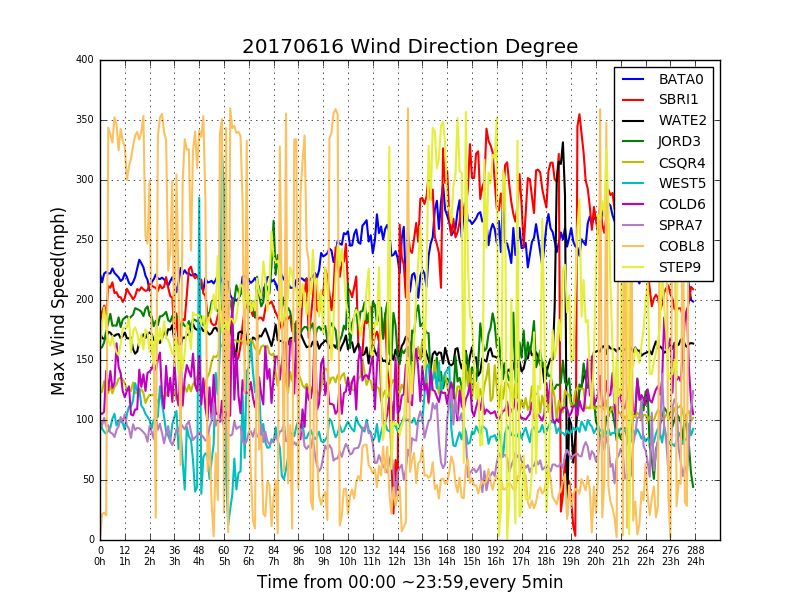 20170616 Wind Direction Degree
Max Wind Speed(mph)
400
350
300
250
200
150
100
50
0
BATA0
SBRI1
WATE2
JORD3
CSQR4
WEST5
COLD6
SPRA7
COBL8
STEP9
0 12 24 36 48 60 72 84 96 108 120 132 144 156 168 180 192 204 216 228 240 252 264 276 288
0h 1h 2h 3h 4h 5h 6h 7h 8h 9h 10h 11h 12h 13h 14h 15h 16h 17h 18h 19h 20h 21h 22h 23h 24h
Time from 00:00 ~23:59,every 5min